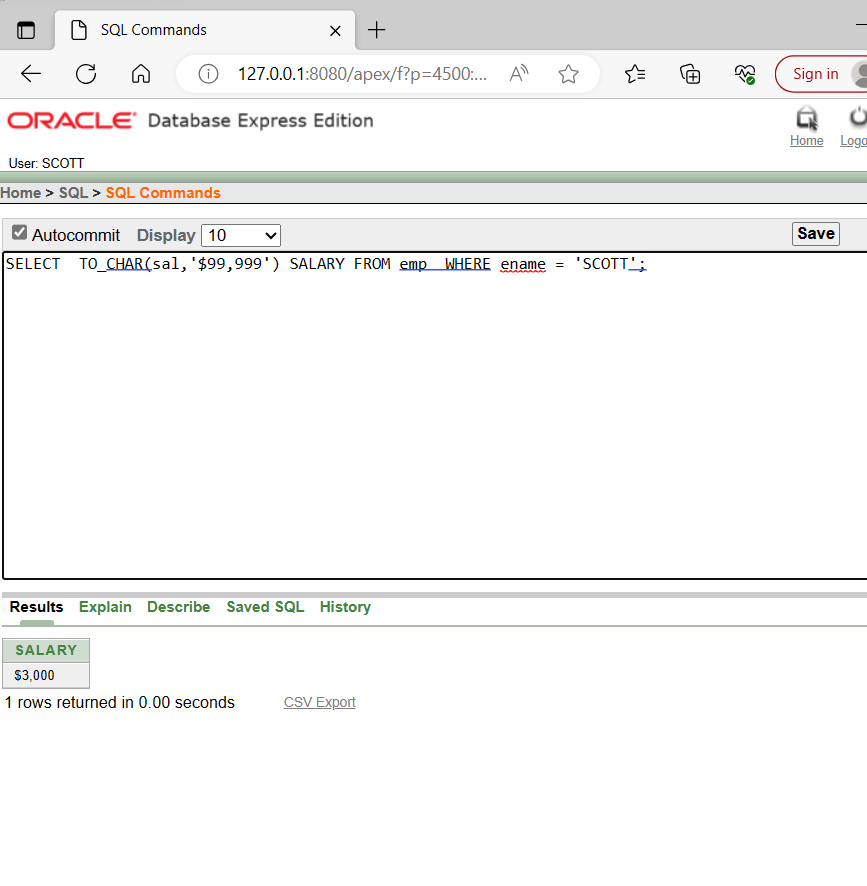 SQL Commands
127.0.0.1:8080/apex/f?p=4500:...
Sign in
ORACLE Database Express Edition
Home
User: SCOTT
Home > SQL > SQL Commands
Autocommit Display 10 Save
SELECT  TO_CHAR(sal,'$99,999') SALARY FROM emp  WHERE ename = 'SCOTT';
Results Explain Describe Saved SQL History
SALARY
$3,000
1 rows returned in 0.00 seconds CSV Export